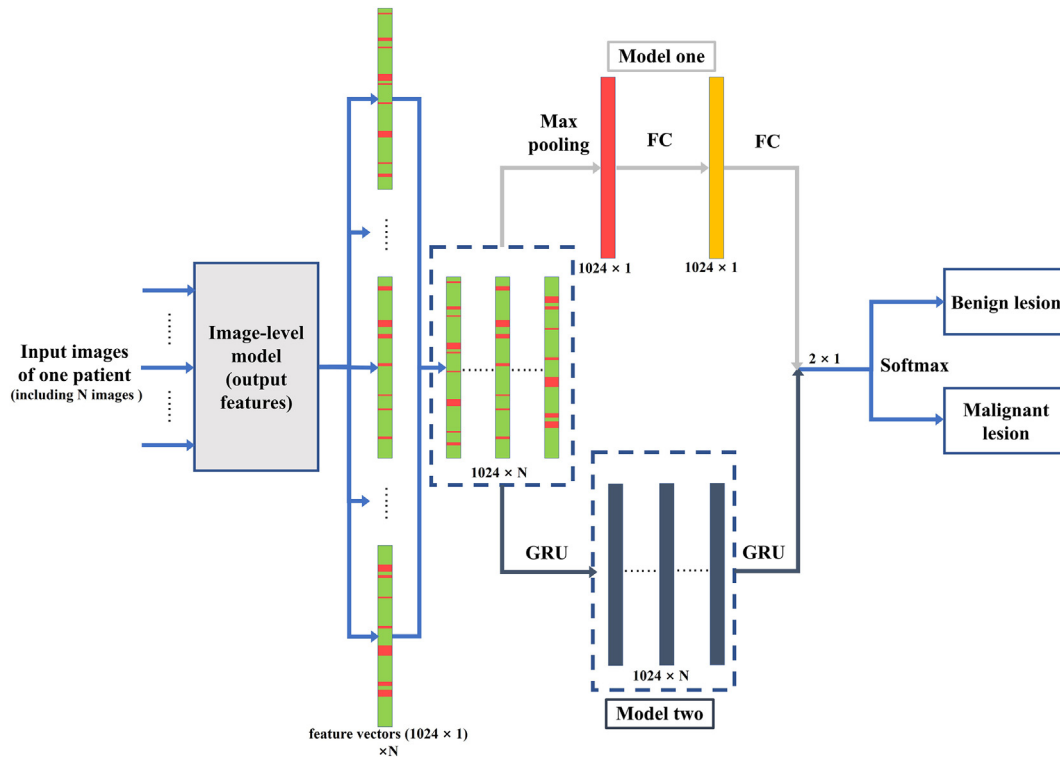 Model one
Max
pooling
FC
FC
1024 × 1
1024 × 1
Input images
of one patient
(including N images )
Image-level
model
(output
features)
1024 × N
2 × 1
Softmax
Benign lesion
Malignant
lesion
GRU
GRU
1024 × N
Model two
feature vectors (1024 × 1)
×N